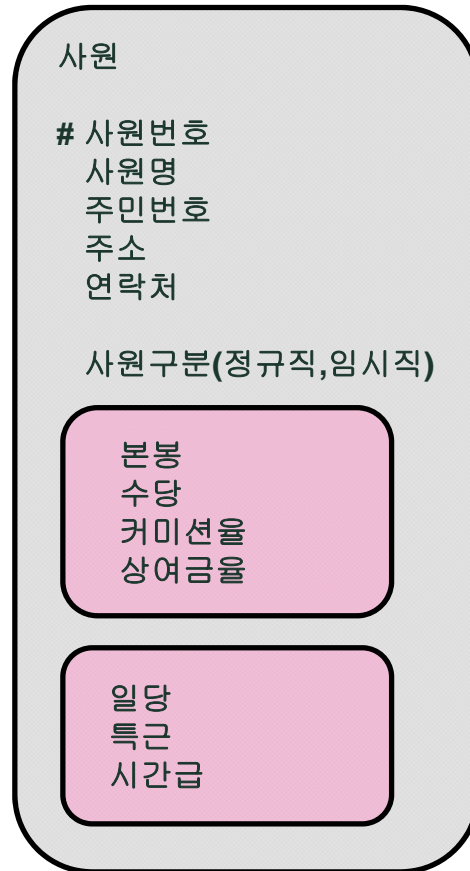 사원
# 사원번호
사원명
주민번호
주소
연락처
사원구분(정규직,임시직)
본봉
수당
커미션율
상여금율
일당
특근
시간급